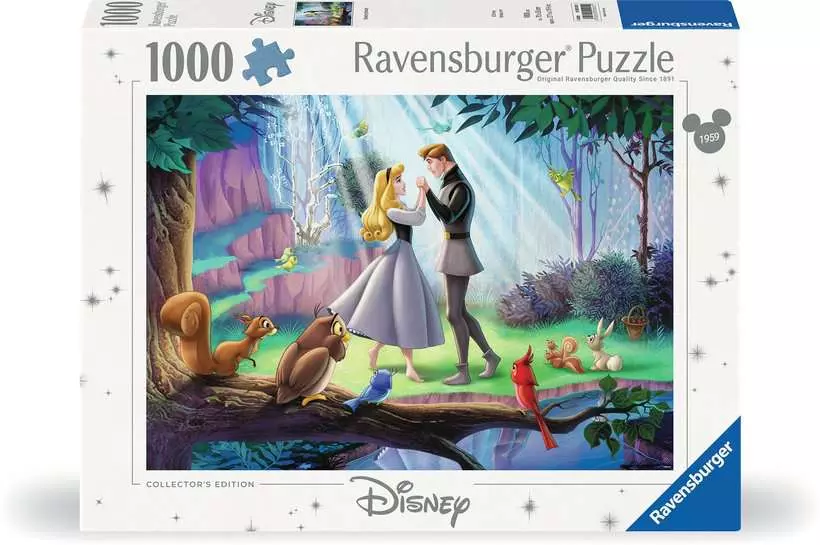 Ravensburger
1000
Ravensburger® Puzzle
Original Ravensburger Quality Since 1891
1959
COLLECTOR'S EDITION
Disney
Ravensburger